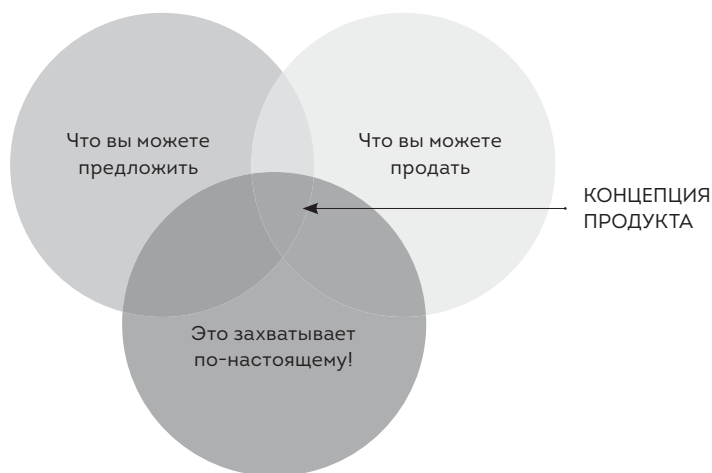 Что вы можете
предложить
Что вы можете
продать
КОНЦЕПЦИЯ
ПРОДУКТА
Это захватывает
по-настоящему!